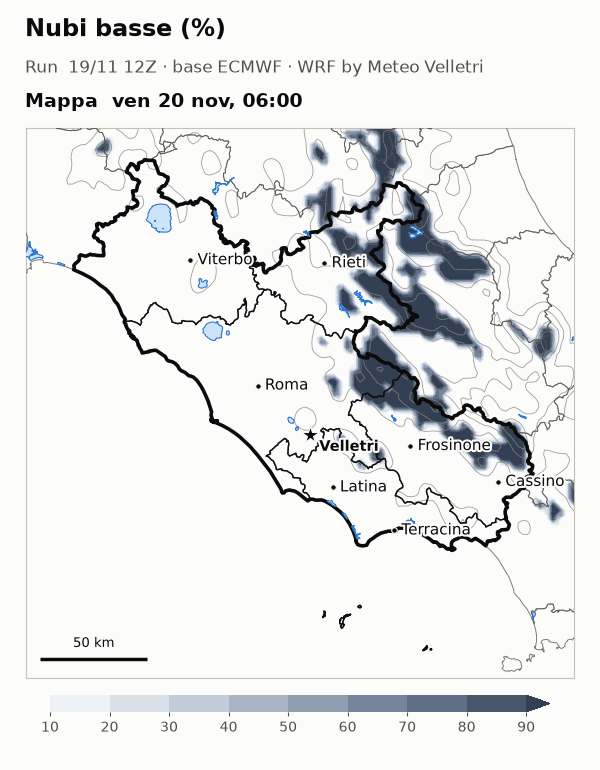 Nubi basse (%)
Run  19/11 12Z · base ECMWF · WRF by Meteo Velletri
Mappa  ven 20 nov, 06:00
Viterbo
Rieti
Roma
Velletri
Frosinone
Cassino
Latina
Terracina
50 km
10 20 30 40 50 60 70 80 90